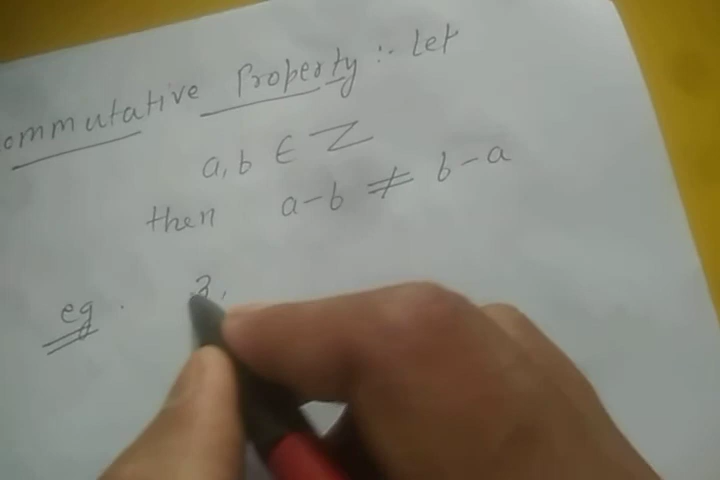 ommutative Property :- Let
a, b ∈ Z
then a-b ≠ b-a
eg. 3,